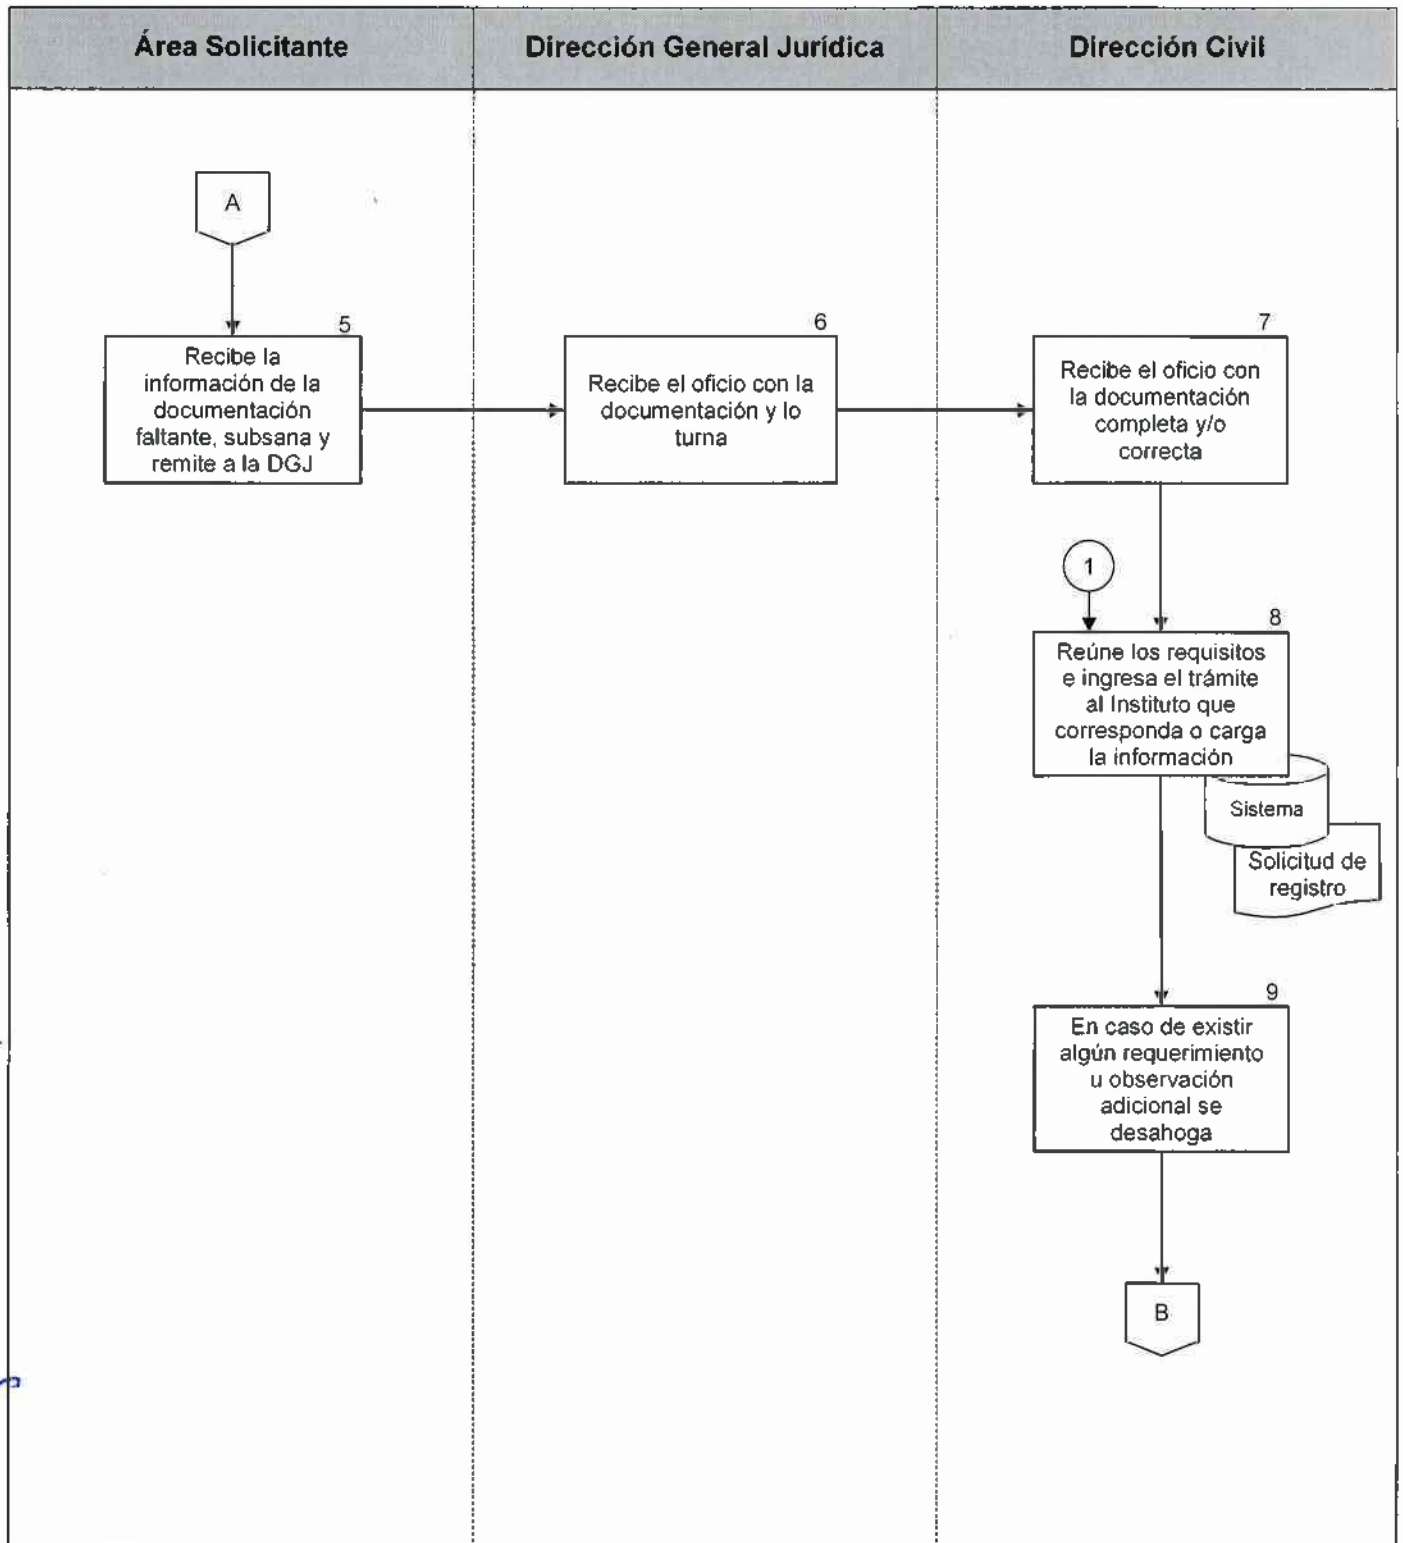 Área Solicitante
Dirección General Jurídica
Dirección Civil
A
5
Recibe la
información de la
documentación
faltante, subsana y
remite a la DGJ
6
Recibe el oficio con la
documentación y lo
turna
7
Recibe el oficio con
la documentación
completa y/o
correcta
1
8
Reúne los requisitos
e ingresa el trámite
al Instituto que
corresponda o carga
la información
Sistema
Solicitud de
registro
9
En caso de existir
algún requerimiento
u observación
adicional se
desahoga
B